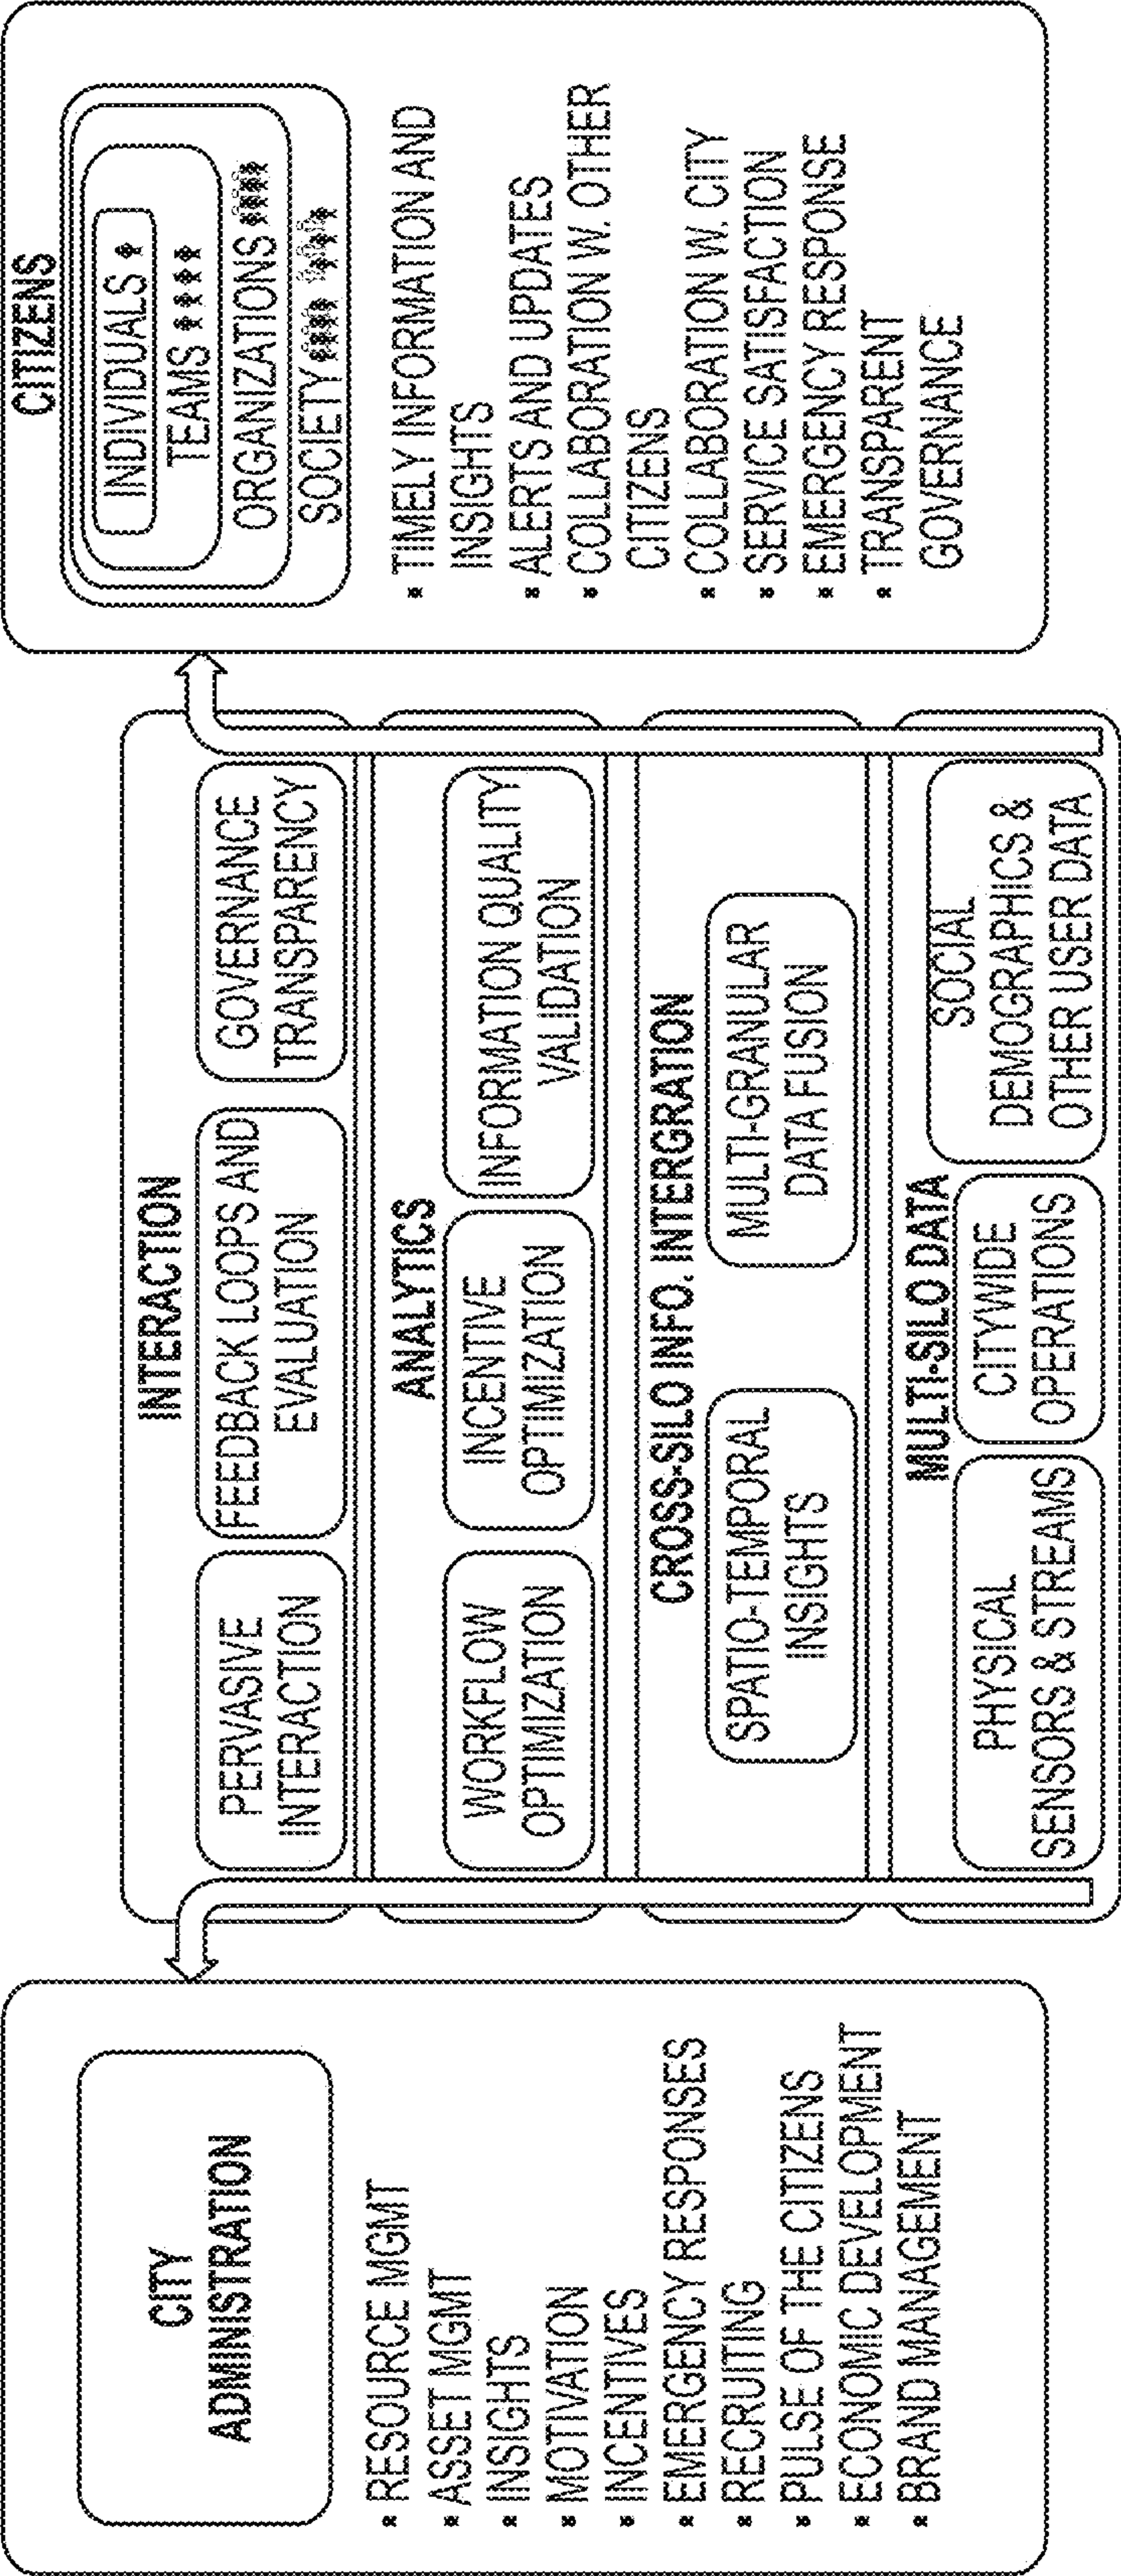 CITY
ADMINISTRATION
• RESOURCE MGMT
• ASSET MGMT
• INSIGHTS
• MOTIVATION
• INCENTIVES
• EMERGENCY RESPONSES
• RECRUITING
• PULSE OF THE CITIZENS
• ECONOMIC DEVELOPMENT
• BRAND MANAGEMENT
INTERACTION
PERVASIVE
INTERACTION
FEEDBACK LOOPS AND
EVALUATION
GOVERNANCE
TRANSPARENCY
ANALYTICS
WORKFLOW
OPTIMIZATION
INCENTIVE
OPTIMIZATION
INFORMATION QUALITY
VALIDATION
CROSS-SILO INFO. INTERGRATION
SPATIO-TEMPORAL
INSIGHTS
MULTI-GRANULAR
DATA FUSION
MULTI-SILO DATA
PHYSICAL
SENSORS & STREAMS
CITYWIDE
OPERATIONS
SOCIAL
DEMOGRAPHICS &
OTHER USER DATA
CITIZENS
INDIVIDUALS
TEAMS
ORGANIZATIONS
SOCIETY
• TIMELY INFORMATION AND
INSIGHTS
• ALERTS AND UPDATES
• COLLABORATION W. OTHER
CITIZENS
• COLLABORATION W. CITY
• SERVICE SATISFACTION
• EMERGENCY RESPONSE
• TRANSPARENT
GOVERNANCE